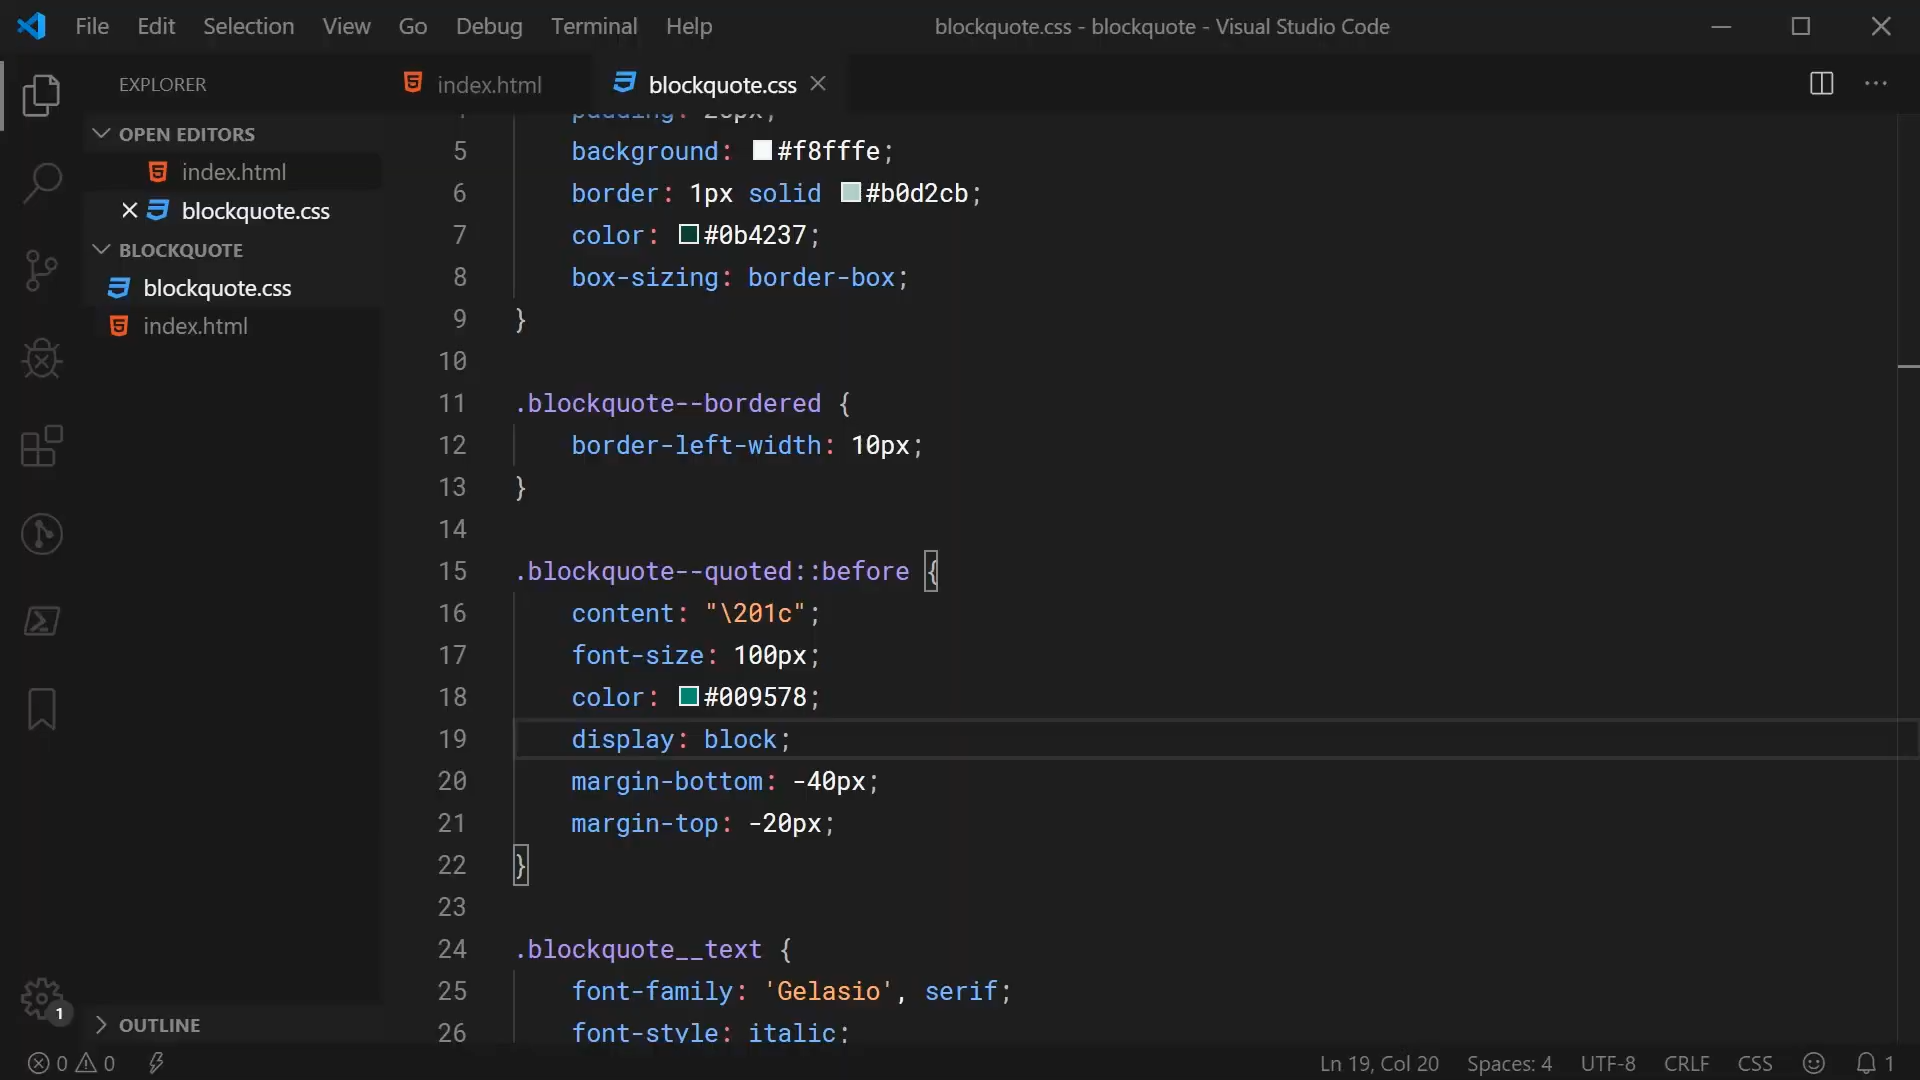 File Edit Selection View Go Debug Terminal Help
blockquote.css - blockquote - Visual Studio Code
EXPLORER
OPEN EDITORS
index.html
blockquote.css
BLOCKQUOTE
blockquote.css
index.html
OUTLINE
index.html
blockquote.css
5 background: #f8fffe;
6 border: 1px solid #b0d2cb;
7 color: #0b4237;
8 box-sizing: border-box;
9 }
10
11 .blockquote--bordered {
12 border-left-width: 10px;
13 }
14
15 .blockquote--quoted::before {
16 content: "\201c";
17 font-size: 100px;
18 color: #009578;
19 display: block;
20 margin-bottom: -40px;
21 margin-top: -20px;
22 }
23
24 .blockquote__text {
25 font-family: 'Gelasio', serif;
26 font-style: italic;
1
0 0
Ln 19, Col 20 Spaces: 4 UTF-8 CRLF CSS 1